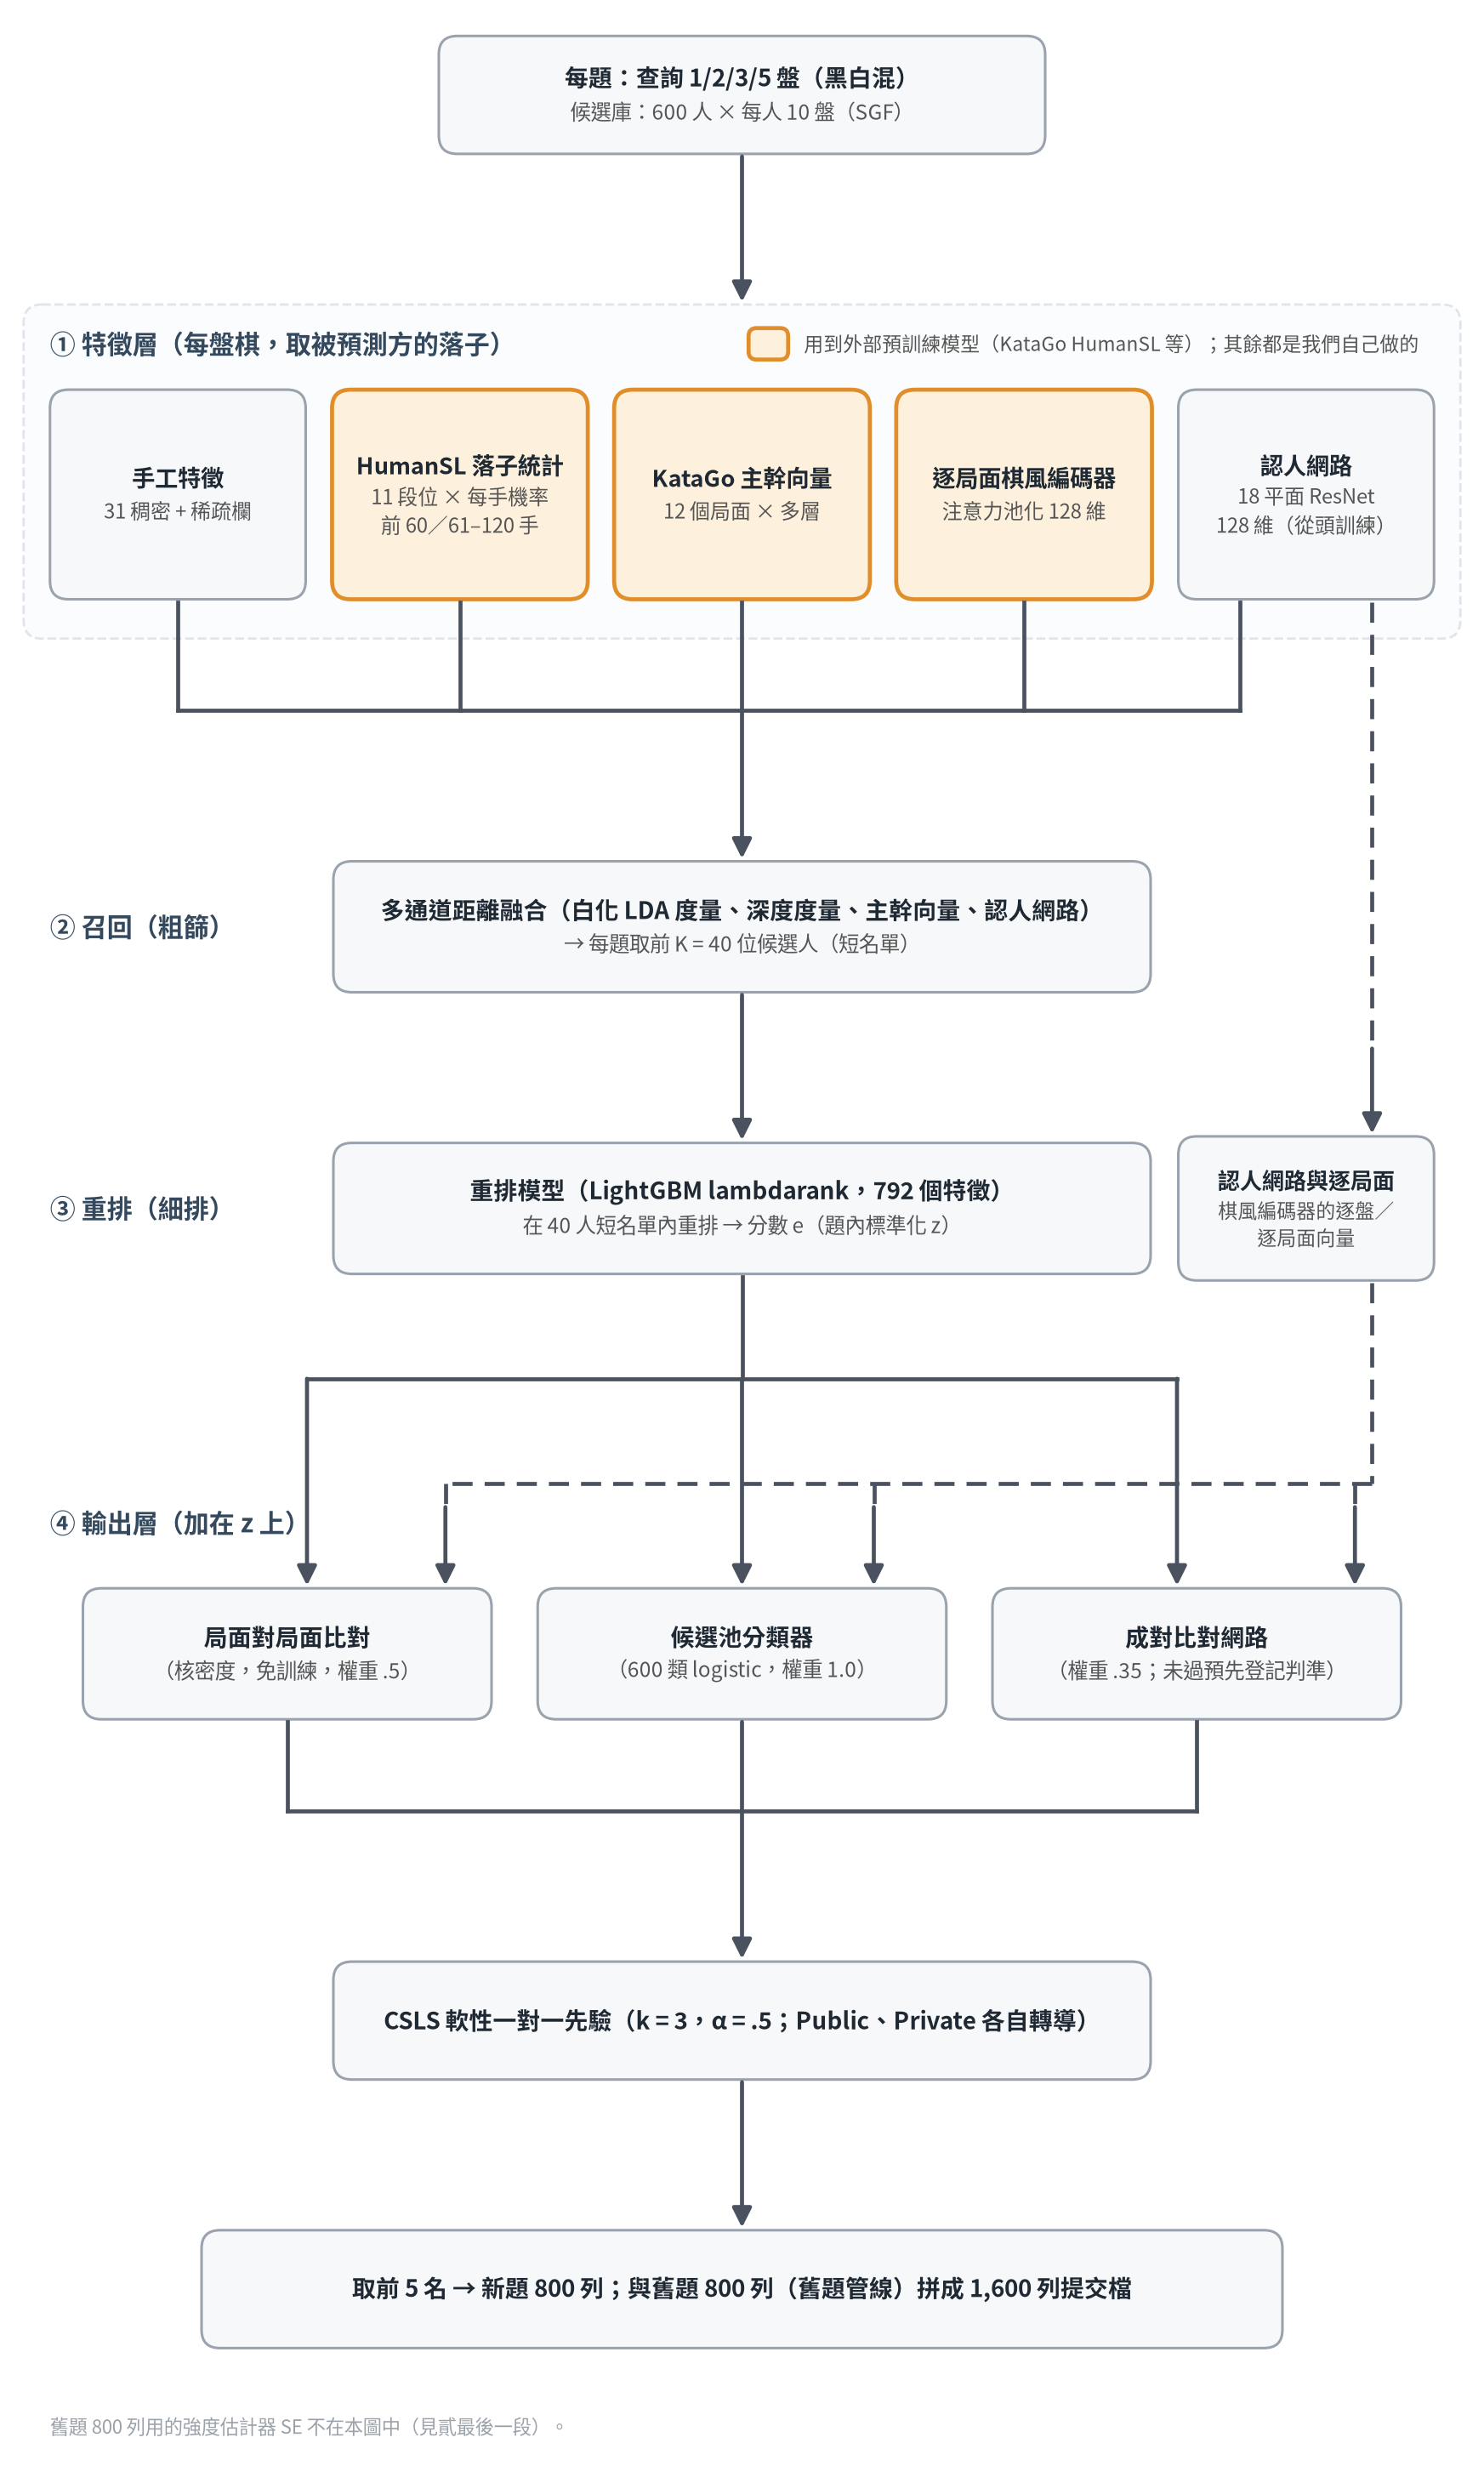 每題：查詢 1/2/3/5 盤（黑白混）
候選庫：600 人 × 每人 10 盤（SGF）
① 特徵層（每盤棋，取被預測方的落子）
用到外部預訓練模型（KataGo HumanSL 等）；其餘都是我們自己做的
手工特徵
31 稠密 + 稀疏欄
HumanSL 落子統計
11 段位 × 每手機率
前 60／61–120 手
KataGo 主幹向量
12 個局面 × 多層
逐局面棋風編碼器
注意力池化 128 維
認人網路
18 平面 ResNet
128 維（從頭訓練）
② 召回（粗篩）
多通道距離融合（白化 LDA 度量、深度度量、主幹向量、認人網路）
→ 每題取前 K = 40 位候選人（短名單）
③ 重排（細排）
重排模型（LightGBM lambdarank，792 個特徵）
在 40 人短名單內重排 → 分數 e（題內標準化 z）
認人網路與逐局面
棋風編碼器的逐盤／
逐局面向量
④ 輸出層（加在 z 上）
局面對局面比對
（核密度，免訓練，權重 .5）
候選池分類器
（600 類 logistic，權重 1.0）
成對比對網路
（權重 .35；未過預先登記判準）
CSLS 軟性一對一先驗（k = 3，α = .5；Public、Private 各自轉導）
取前 5 名 → 新題 800 列；與舊題 800 列（舊題管線）拼成 1,600 列提交檔
舊題 800 列用的強度估計器 SE 不在本圖中（見貳最後一段）。